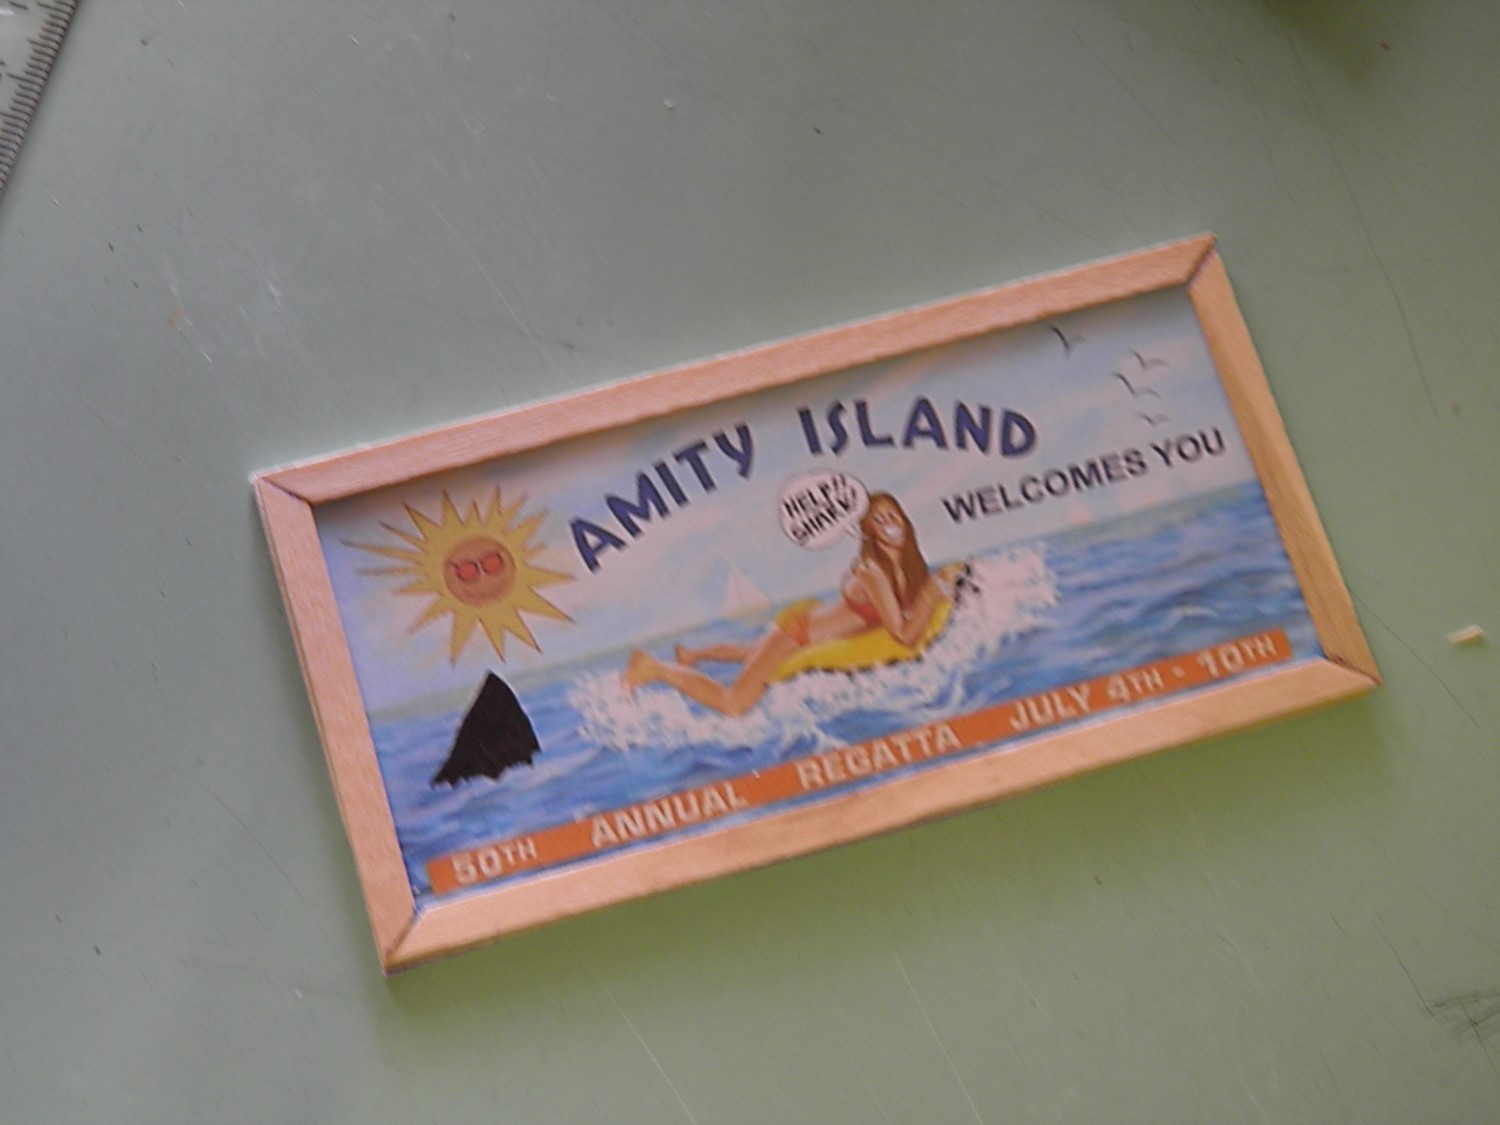 AMITY ISLAND
WELCOMES YOU
HELP!!
SHARK!
50TH ANNUAL REGATTA JULY 4TH - 10TH